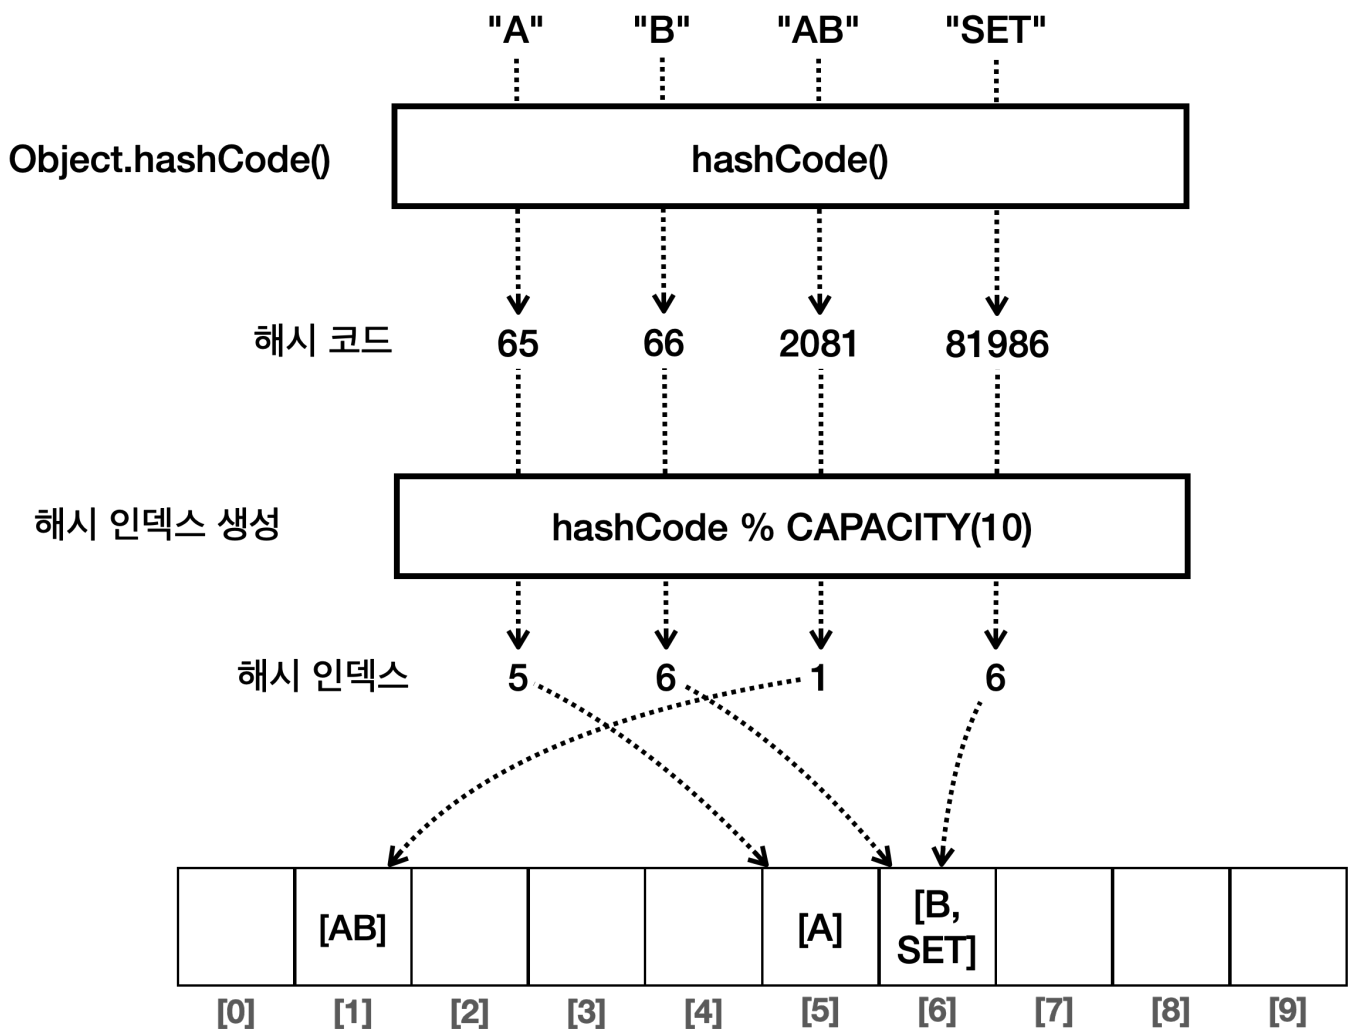 "A" "B" "AB" "SET"
Object.hashCode() hashCode()
해시 코드 65 66 2081 81986
해시 인덱스 생성 hashCode % CAPACITY(10)
해시 인덱스 5 6 1 6
[AB] [A] [B,
SET]
[0] [1] [2] [3] [4] [5] [6] [7] [8] [9]